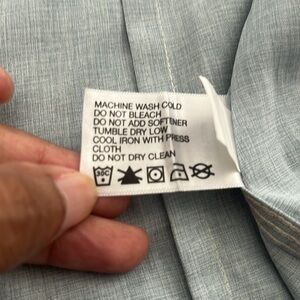 MACHINE WASH COLD
DO NOT BLEACH
DO NOT ADD SOFTENER
TUMBLE DRY LOW
COOL IRON WITH PRESS
CLOTH
DO NOT DRY CLEAN
30C